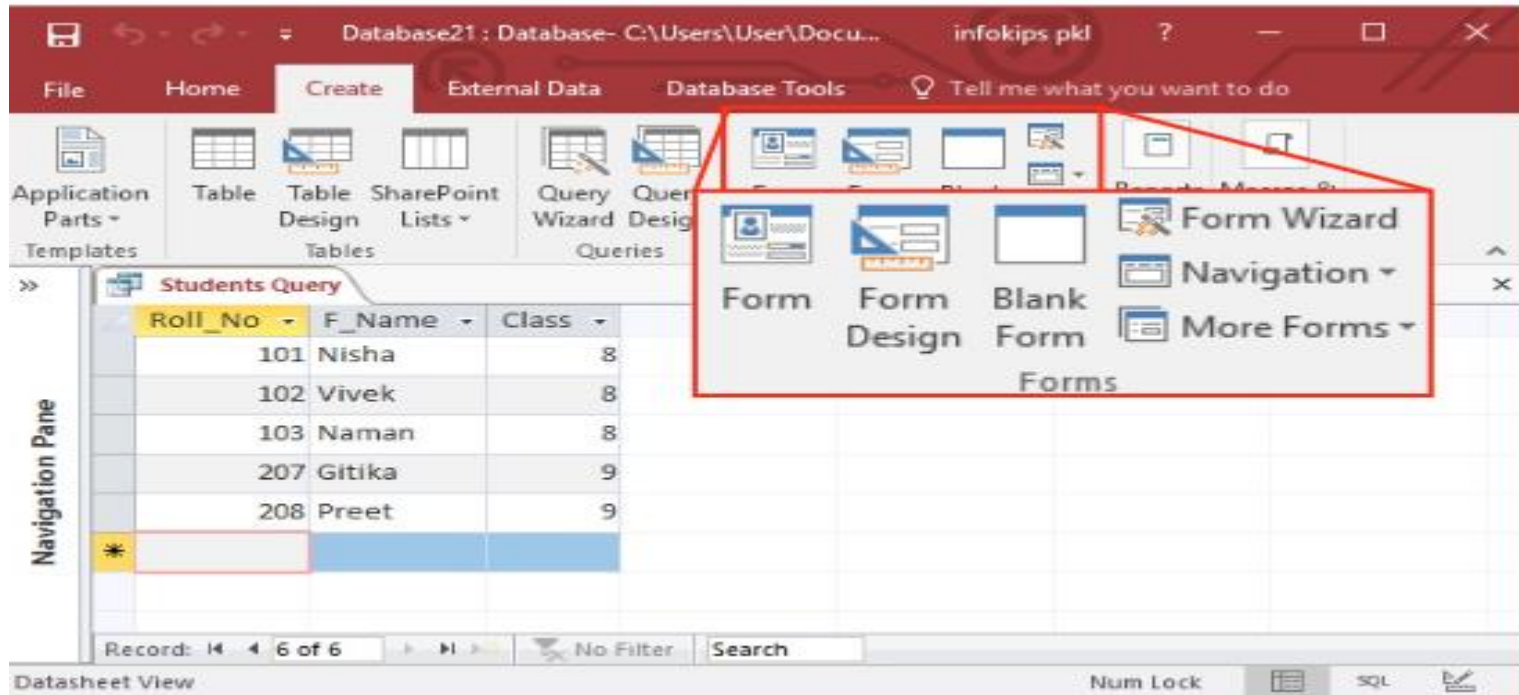 Database21 : Database- C:\Users\User\Docu... infokips pkl ? 
File Home Create External Data Database Tools Tell me what you want to do
Application Parts
Templates
Table
Table Design
SharePoint Lists
Tables
Query Wizard
Query Desig
Queries
Form
Form Design
Blank Form
Form Wizard
Navigation
More Forms
Forms
Students Query
Roll_No F_Name Class
101 Nisha 8
102 Vivek 8
103 Naman 8
207 Gitika 9
208 Preet 9
Navigation Pane
Record: 6 of 6 No Filter Search
Datasheet View Num Lock SQL